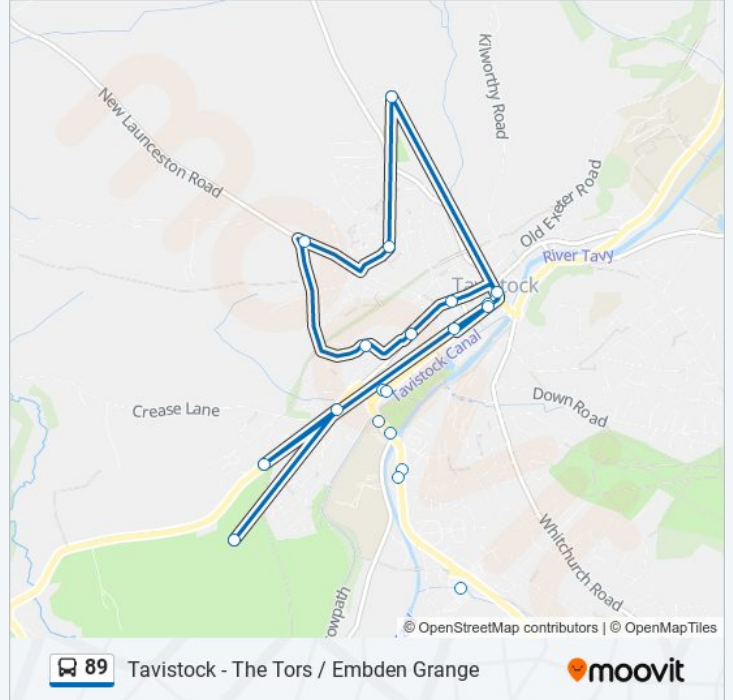 Kilworthy Road
New Launceston Road
Old Exeter Road
River Tavy
Tavistock
Tavistock Canal
Crease Lane
Down Road
Whitchurch Road
owpath
© OpenStreetMap contributors | © OpenMapTiles
89 Tavistock - The Tors / Embden Grange
moovit